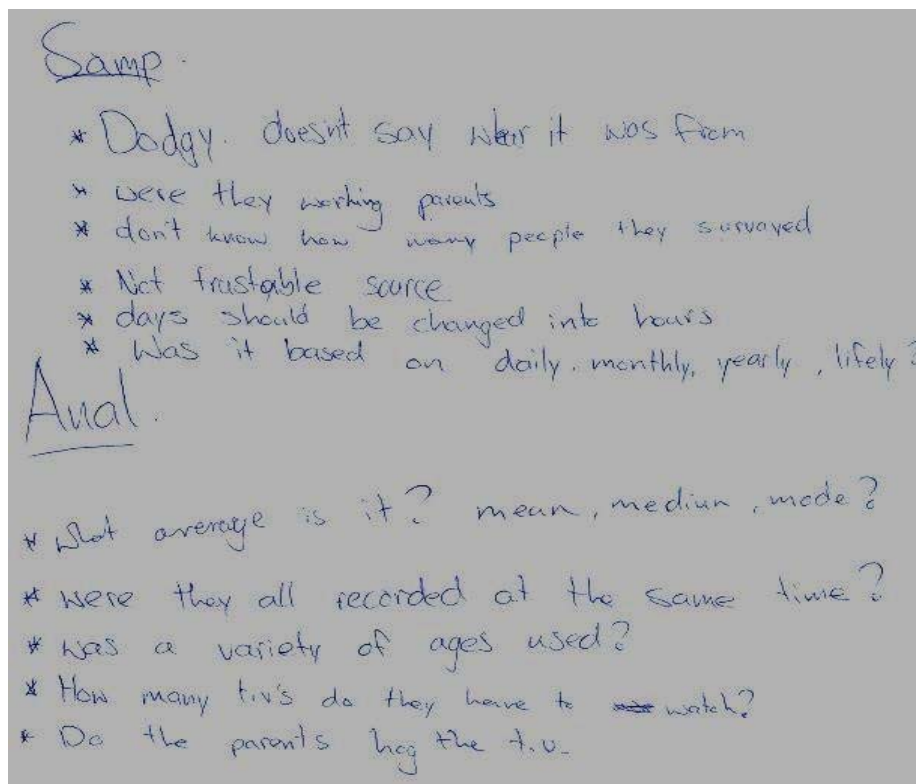 Samp.
* Dodgy. doesn't say wher it was from
* were they working parents
* don't know how many people they survayed
* Not trustable source
* days should be changed into hours
* Was it based on daily, monthly, yearly, lifely?
Anal.
* What average is it? mean, mediun, mode?
* were they all recorded at the same time?
* was a variety of ages used?
* How many t.v's do they have to watch?
* Do the parents hog the t.v.